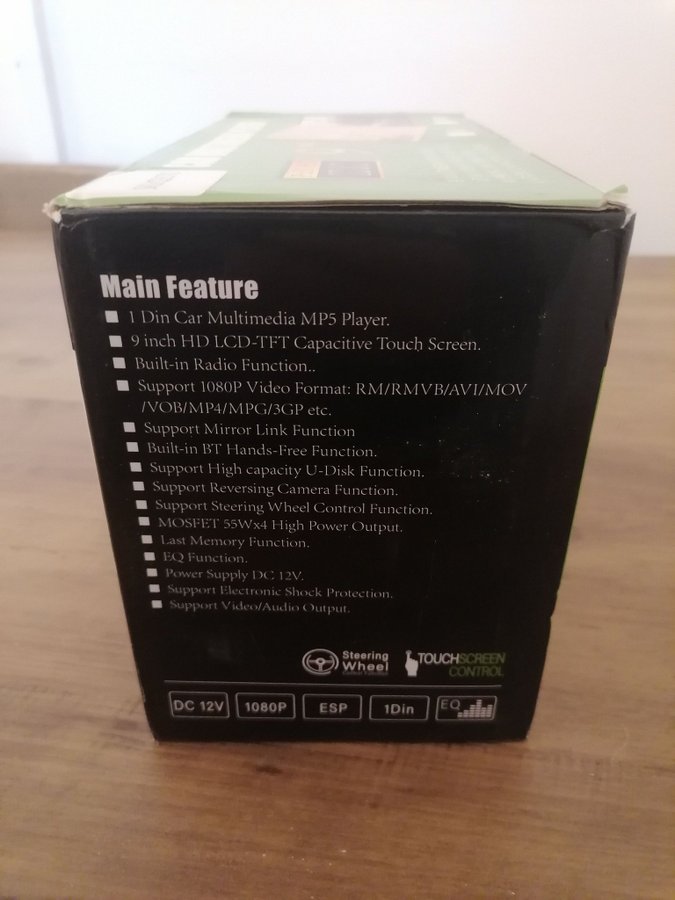 Main Feature
1 Din Car Multimedia MP5 Player.
9 inch HD LCD-TFT Capacitive Touch Screen.
Built-in Radio Function..
Support 1080P Video Format: RM/RMVB/AVI/MOV
/VOB/MP4/MPG/3GP etc.
Support Mirror Link Function
Built-in BT Hands-Free Function.
Support High capacity U-Disk Function.
Support Reversing Camera Function.
Support Steering Wheel Control Function.
MOSFET 55Wx4 High Power Output.
Last Memory Function.
EQ Function.
Power Supply DC 12V.
Support Electronic Shock Protection.
Support Video/Audio Output.
Steering
Wheel
Control Function
TOUCHSCREEN
CONTROL
DC 12V 1080P ESP 1Din EQ